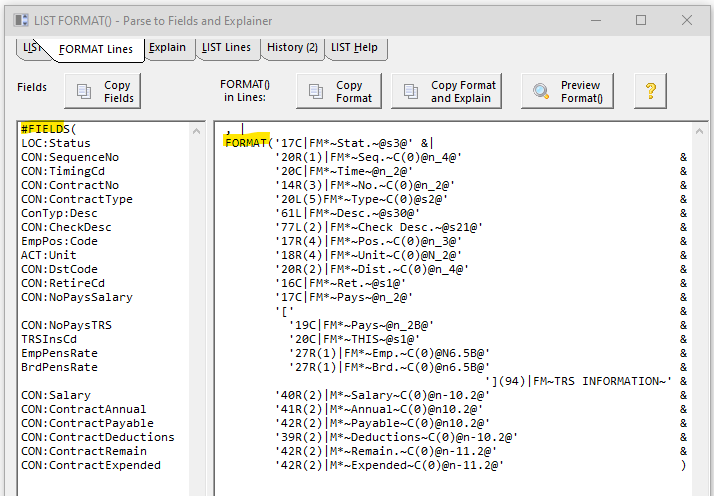 LIST FORMAT() - Parse to Fields and Explainer
LIST
FORMAT Lines
Explain
LIST Lines
History (2)
LIST Help
Fields
Copy
Fields
FORMAT()
in Lines:
Copy
Format
Copy Format
and Explain
Preview
Format()
?
#FIELDS(
LOC:Status
CON:SequenceNo
CON:TimingCd
CON:ContractNo
CON:ContractType
ConTyp:Desc
CON:CheckDesc
EmpPos:Code
ACT:Unit
CON:DstCode
CON:RetireCd
CON:NoPaysSalary
CON:NoPaysTRS
TRSInsCd
EmpPensRate
BrdPensRate
CON:Salary
CON:ContractAnnual
CON:ContractPayable
CON:ContractDeductions
CON:ContractRemain
CON:ContractExpended
, |
FORMAT('17C|FM*~Stat.~@s3@' &|
'20R(1)|FM*~Seq.~C(0)@n_4@' &
'20C|FM*~Time~@n_2@' &
'14R(3)|FM*~No.~C(0)@n_2@' &
'20L(5)FM*~Type~C(0)@s2@' &
'61L|FM*~Desc.~@s30@' &
'77L(2)|FM*~Check Desc.~@s21@' &
'17R(4)|FM*~Pos.~C(0)@n_3@' &
'18R(4)|FM*~Unit~C(0)@N_2@' &
'20R(2)|FM*~Dist.~C(0)@n_4@' &
'16C|FM*~Ret.~@s1@' &
'17C|FM*~Pays~@n_2@' &
'[' &
'19C|FM*~Pays~@n_2B@' &
'20C|FM*~THIS~@s1@' &
'27R(1)|FM*~Emp.~C(0)@N6.5B@' &
'27R(1)|FM*~Brd.~C(0)@n6.5B@' &
'](94)|FM~TRS INFORMATION~' &
'40R(2)|M*~Salary~C(0)@n-10.2@' &
'41R(2)|M*~Annual~C(0)@n10.2@' &
'42R(2)|M*~Payable~C(0)@n10.2@' &
'39R(2)|M*~Deductions~C(0)@n-10.2@' &
'42R(2)|M*~Remain.~C(0)@n-11.2@' &
'42R(2)|M*~Expended~C(0)@n-11.2@' )